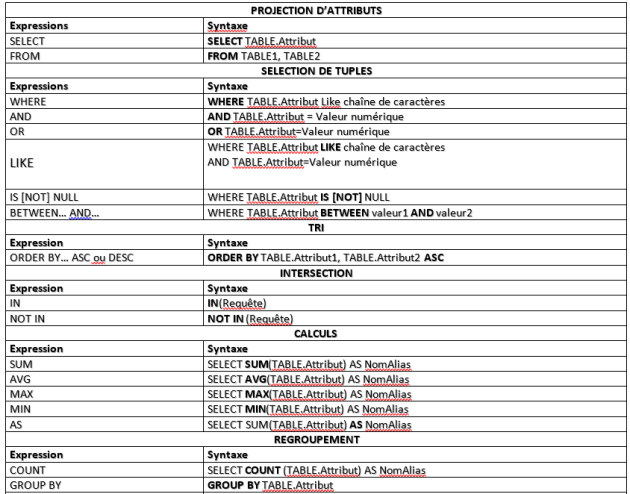 PROJECTION D'ATTRIBUTS
Expressions Syntaxe
SELECT SELECT TABLE.Attribut
FROM FROM TABLE1, TABLE2
SELECTION DE TUPLES
Expressions Syntaxe
WHERE WHERE TABLE.Attribut Like chaîne de caractères
AND AND TABLE.Attribut = Valeur numérique
OR OR TABLE.Attribut=Valeur numérique
LIKE WHERE TABLE.Attribut LIKE chaîne de caractères
AND TABLE.Attribut=Valeur numérique
IS [NOT] NULL WHERE TABLE.Attribut IS [NOT] NULL
BETWEEN... AND... WHERE TABLE.Attribut BETWEEN valeur1 AND valeur2
TRI
Expression Syntaxe
ORDER BY... ASC ou DESC ORDER BY TABLE.Attribut1, TABLE.Attribut2 ASC
INTERSECTION
Expression Syntaxe
IN IN(Requête)
NOT IN NOT IN (Requête)
CALCULS
Expression Syntaxe
SUM SELECT SUM(TABLE.Attribut) AS NomAlias
AVG SELECT AVG(TABLE.Attribut) AS NomAlias
MAX SELECT MAX(TABLE.Attribut) AS NomAlias
MIN SELECT MIN(TABLE.Attribut) AS NomAlias
AS SELECT SUM(TABLE.Attribut) AS NomAlias
REGROUPEMENT
Expression Syntaxe
COUNT SELECT COUNT (TABLE.Attribut) AS NomAlias
GROUP BY GROUP BY TABLE.Attribut